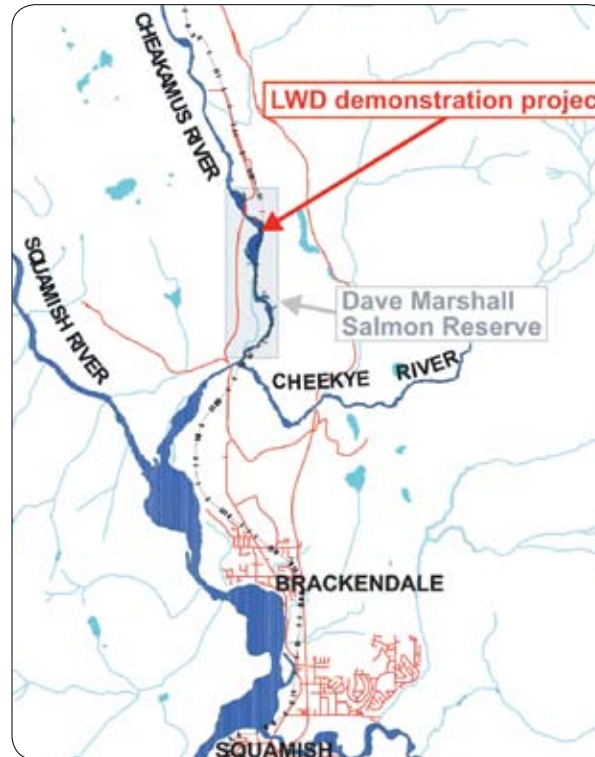 CHEAKAMUS RIVER
LWD demonstration projec
SQUAMISH RIVER
Dave Marshall
Salmon Reserve
CHEEKYE RIVER
BRACKENDALE
SQUAMISH